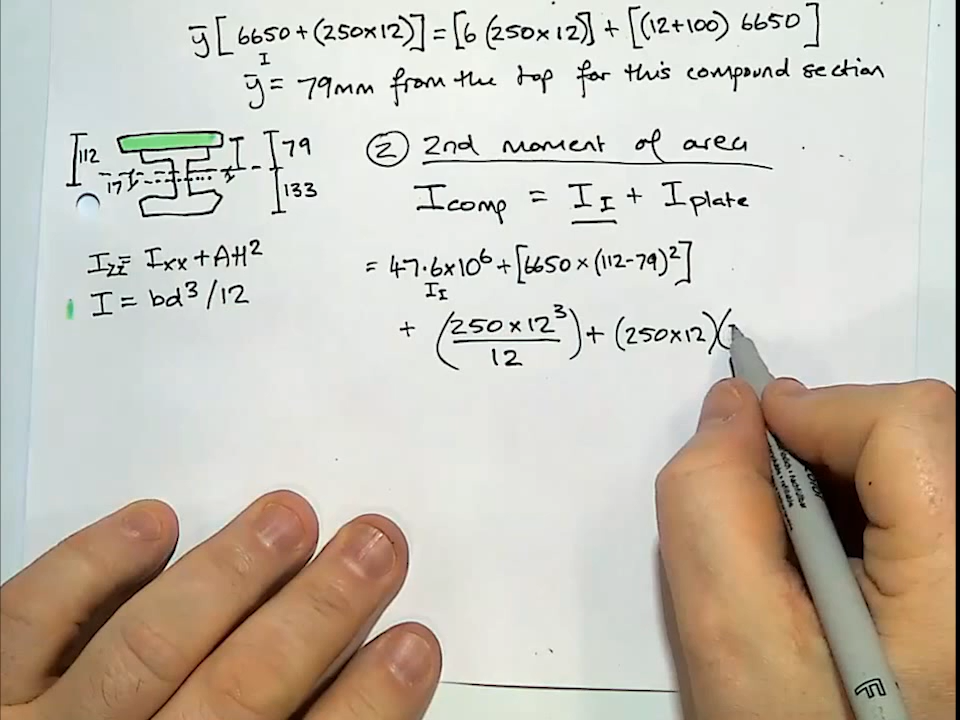 ȳ[6650+(250×12)]=[6(250×12)]+[(12+100) 6650]
I
ȳ= 79mm from the top for this compound section
112
17
79
133
② 2nd moment of area
Icomp = I_I + Iplate
Izz= Ixx+AH²
I = bd³/12
= 47.6×10⁶+[6650×(112-79)²]
I_I
+ (250×12³/12)+(250×12)(
F